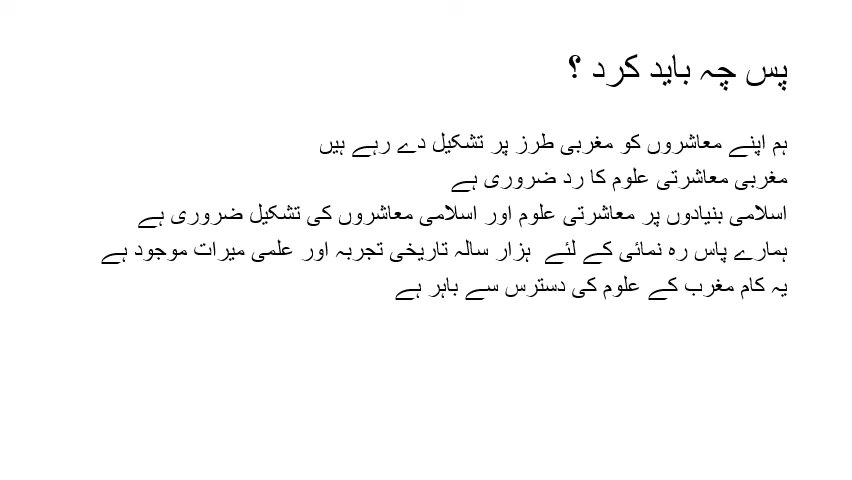 پس چہ باید کرد ؟
ہم اپنے معاشروں کو مغربی طرز پر تشکیل دے رہے ہیں
مغربی معاشرتی علوم کا رد ضروری ہے
اسلامی بنیادوں پر معاشرتی علوم اور اسلامی معاشروں کی تشکیل ضروری ہے
ہمارے پاس رہ نمائی کے لئے ہزار سالہ تاریخی تجربہ اور علمی میرات موجود ہے
یہ کام مغرب کے علوم کی دسترس سے باہر ہے